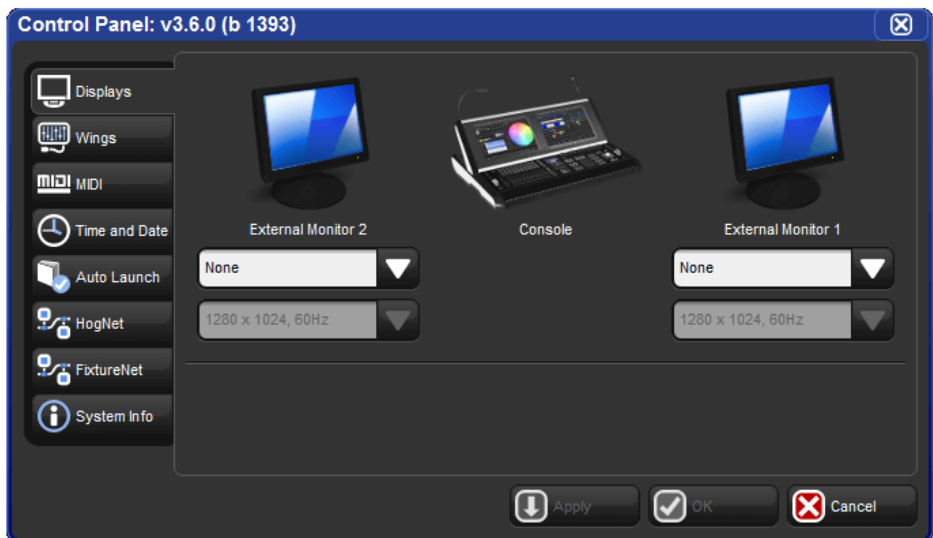 Control Panel: v3.6.0 (b 1393)
Displays
Wings
MIDI MIDI
Time and Date
Auto Launch
HogNet
FixtureNet
System Info
External Monitor 2
Console
External Monitor 1
None
None
1280 x 1024, 60Hz
1280 x 1024, 60Hz
Apply
OK
Cancel